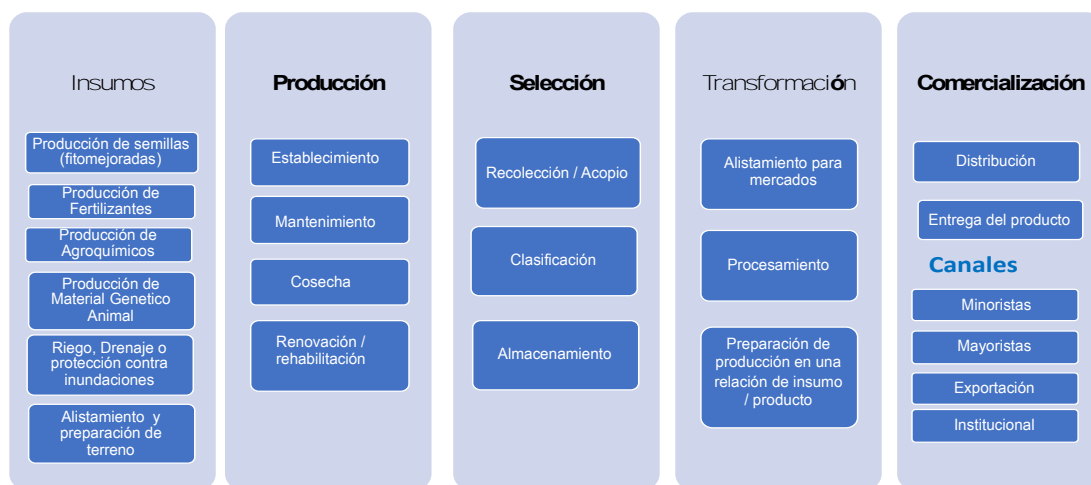 Insumos
Producción de semillas
(fitomejoradas)
Producción de
Fertilizantes
Producción de
Agroquímicos
Producción de
Material Genetico
Animal
Riego, Drenaje o
protección contra
inundaciones
Alistamiento y
preparación de
terreno
Producción
Establecimiento
Mantenimiento
Cosecha
Renovación /
rehabilitación
Selección
Recolección / Acopio
Clasificación
Almacenamiento
Transformación
Alistamiento para
mercados
Procesamiento
Preparación de
producción en una
relación de insumo
/ producto
Comercialización
Distribución
Entrega del producto
Canales
Minoristas
Mayoristas
Exportación
Institucional